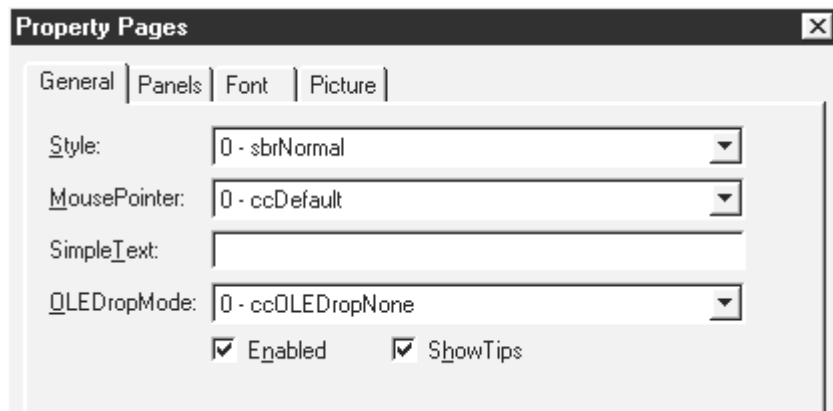 Property Pages
General Panels Font Picture
Style: 0 - sbrNormal
MousePointer: 0 - ccDefault
SimpleText:
OLEDropMode: 0 - ccOLEDropNone
Enabled ShowTips